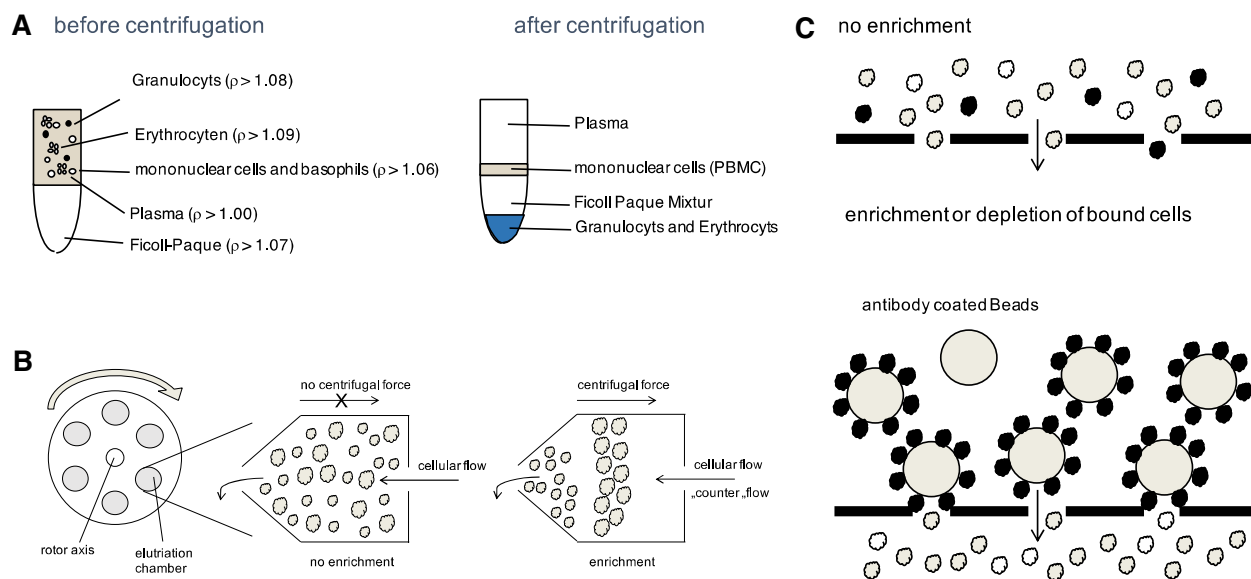 A
before centrifugation
Granulocyts (ρ > 1.08)
Erythrocyten (ρ > 1.09)
mononuclear cells and basophils (ρ > 1.06)
Plasma (ρ > 1.00)
Ficoll-Paque (ρ > 1.07)
after centrifugation
Plasma
mononuclear cells (PBMC)
Ficoll Paque Mixtur
Granulocyts and Erythrocyts
B
rotor axis
elutriation
chamber
no centrifugal force
X
cellular flow
no enrichment
centrifugal force
cellular flow
„counter „flow
enrichment
C
no enrichment
enrichment or depletion of bound cells
antibody coated Beads